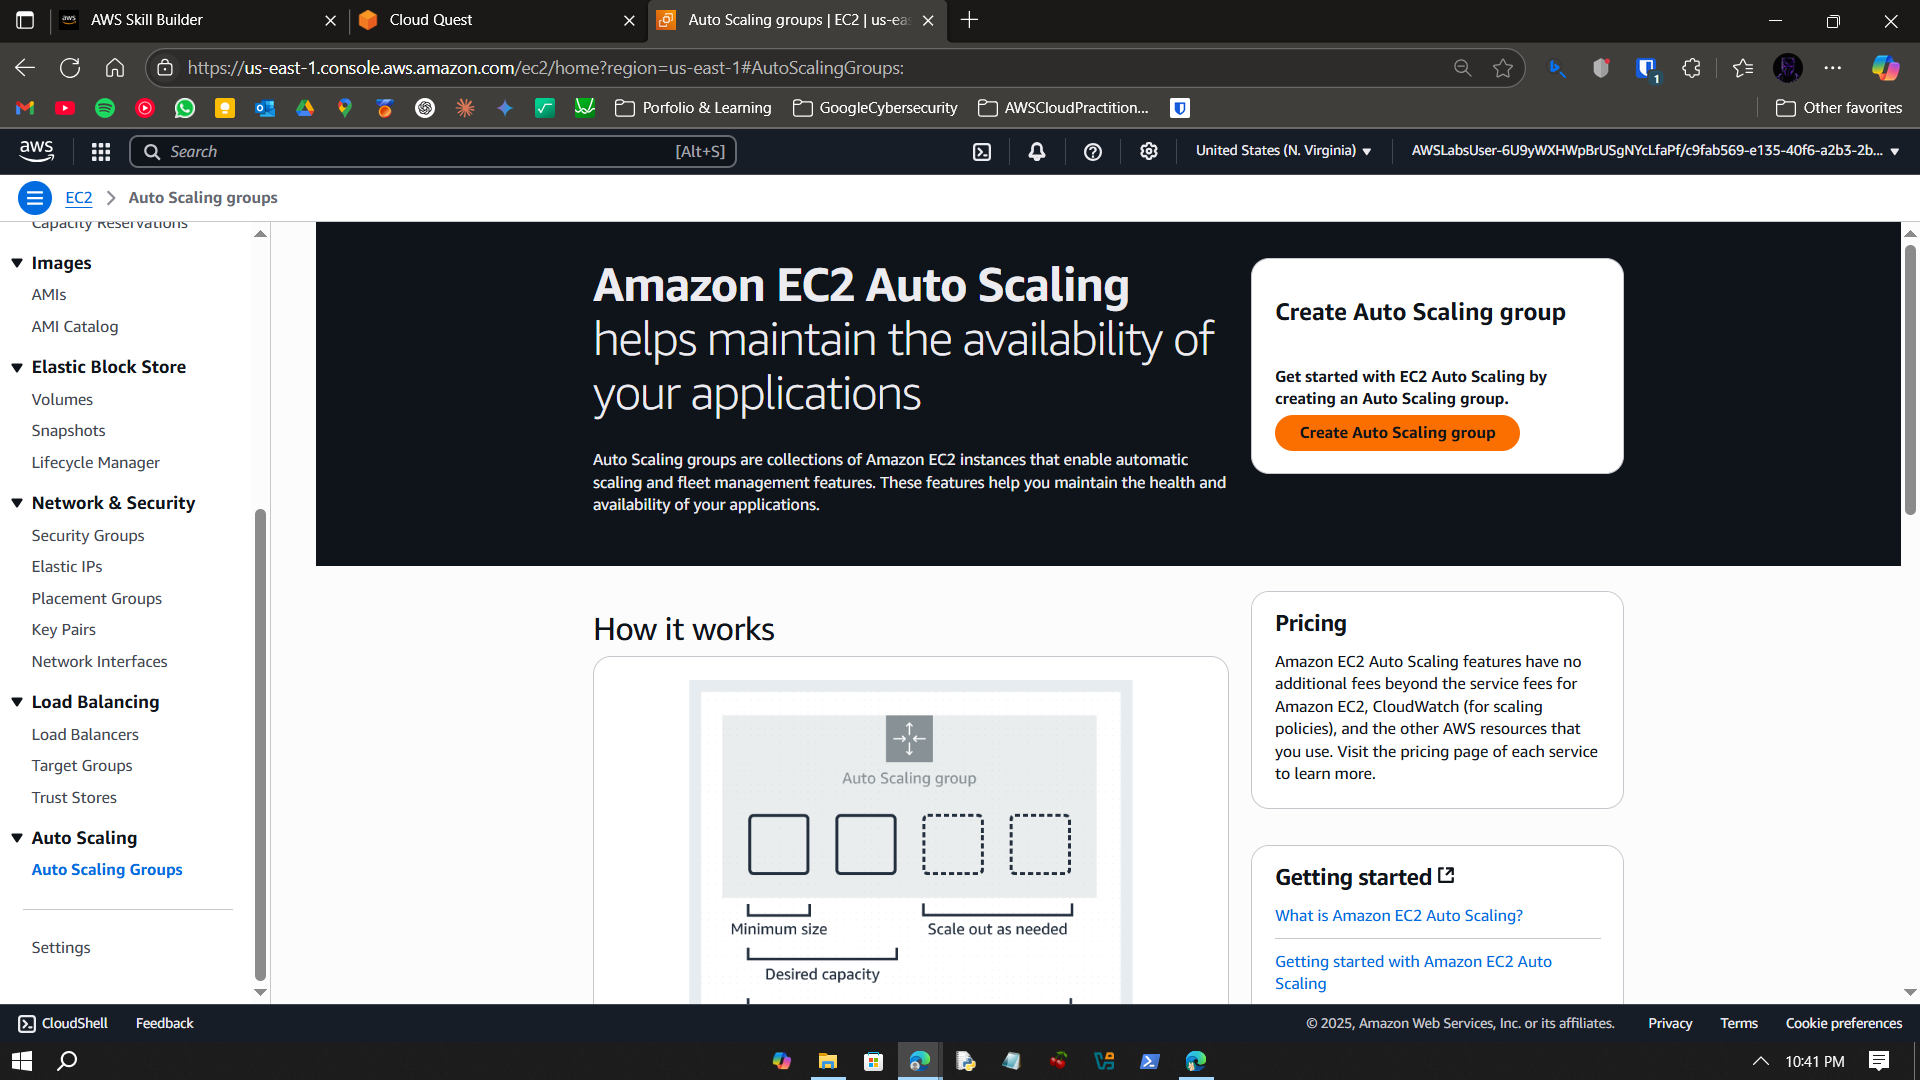 AWS Skill Builder
Cloud Quest
Auto Scaling groups | EC2 | us-eas
https://us-east-1.console.aws.amazon.com/ec2/home?region=us-east-1#AutoScalingGroups:
1
Porfolio & Learning
GoogleCybersecurity
AWSCloudPractition...
Other favorites
aws
Search
[Alt+S]
United States (N. Virginia)
AWSLabsUser-6U9yWXHWpBrUSgNYcLfaPf/c9fab569-e135-40f6-a2b3-2b...
EC2
Auto Scaling groups
Capacity Reservations
Images
AMIs
AMI Catalog
Elastic Block Store
Volumes
Snapshots
Lifecycle Manager
Network & Security
Security Groups
Elastic IPs
Placement Groups
Key Pairs
Network Interfaces
Load Balancing
Load Balancers
Target Groups
Trust Stores
Auto Scaling
Auto Scaling Groups
Settings
Amazon EC2 Auto Scaling
helps maintain the availability of
your applications
Auto Scaling groups are collections of Amazon EC2 instances that enable automatic
scaling and fleet management features. These features help you maintain the health and
availability of your applications.
Create Auto Scaling group
Get started with EC2 Auto Scaling by
creating an Auto Scaling group.
Create Auto Scaling group
How it works
Auto Scaling group
Minimum size
Scale out as needed
Desired capacity
Pricing
Amazon EC2 Auto Scaling features have no
additional fees beyond the service fees for
Amazon EC2, CloudWatch (for scaling
policies), and the other AWS resources that
you use. Visit the pricing page of each service
to learn more.
Getting started
What is Amazon EC2 Auto Scaling?
Getting started with Amazon EC2 Auto
Scaling
CloudShell
Feedback
© 2025, Amazon Web Services, Inc. or its affiliates.
Privacy
Terms
Cookie preferences
10:41 PM